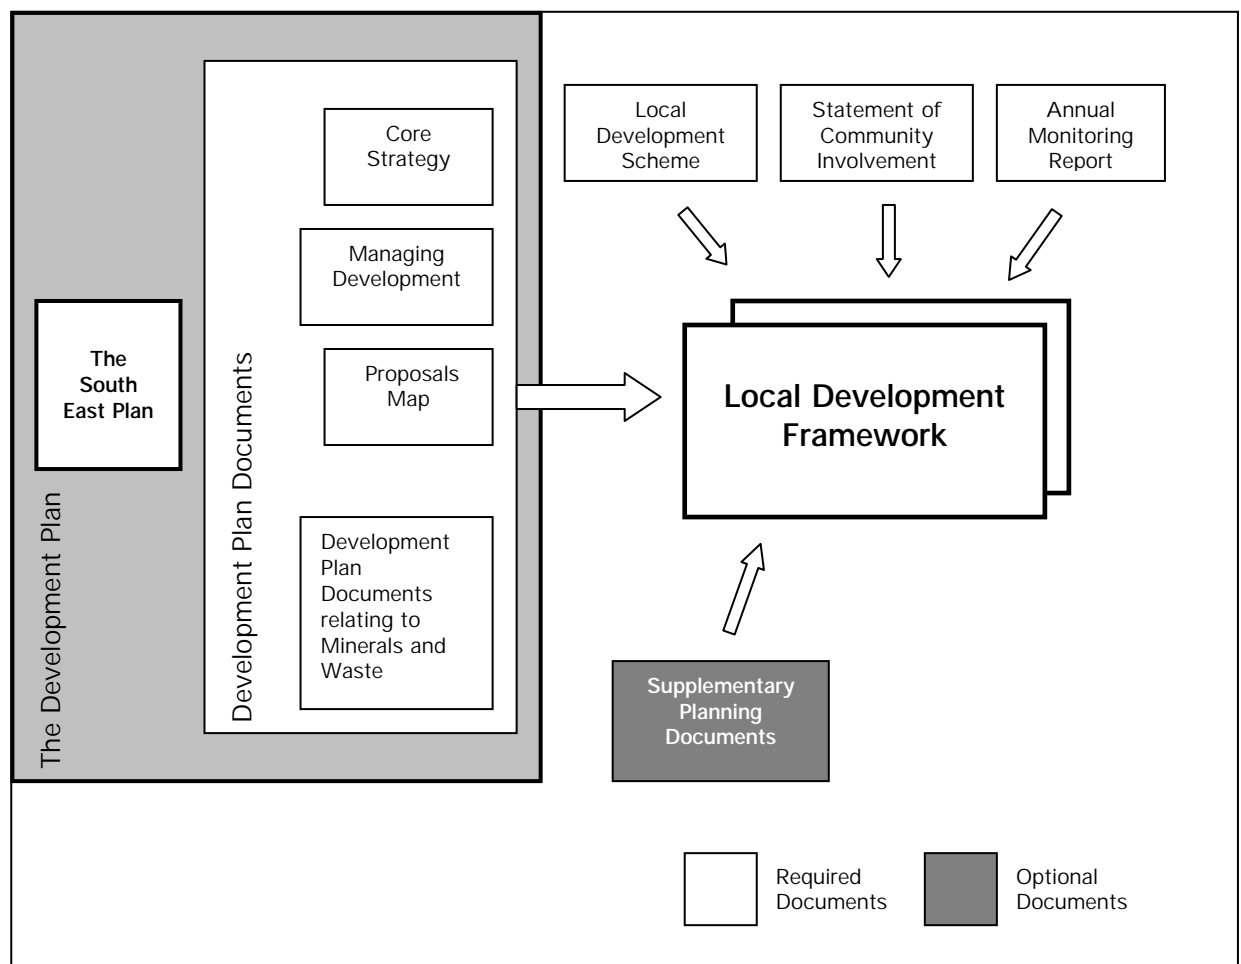 The Development Plan
The
South
East Plan
Development Plan Documents
Core
Strategy
Managing
Development
Proposals
Map
Development
Plan
Documents
relating to
Minerals and
Waste
Local
Development
Scheme
Statement of
Community
Involvement
Annual
Monitoring
Report
Local Development
Framework
Supplementary
Planning
Documents
Required
Documents
Optional
Documents